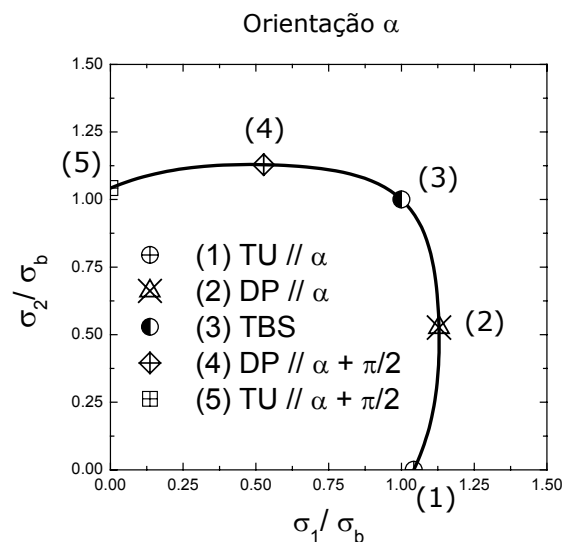 Orientação α
1.50
1.25
1.00
0.75
0.50
0.25
0.00
σ2/ σb
(4)
(5)
(3)
(2)
(1)
(1) TU // α
(2) DP // α
(3) TBS
(4) DP // α + π/2
(5) TU // α + π/2
0.00 0.25 0.50 0.75 1.00 1.25 1.50
σ1/ σb